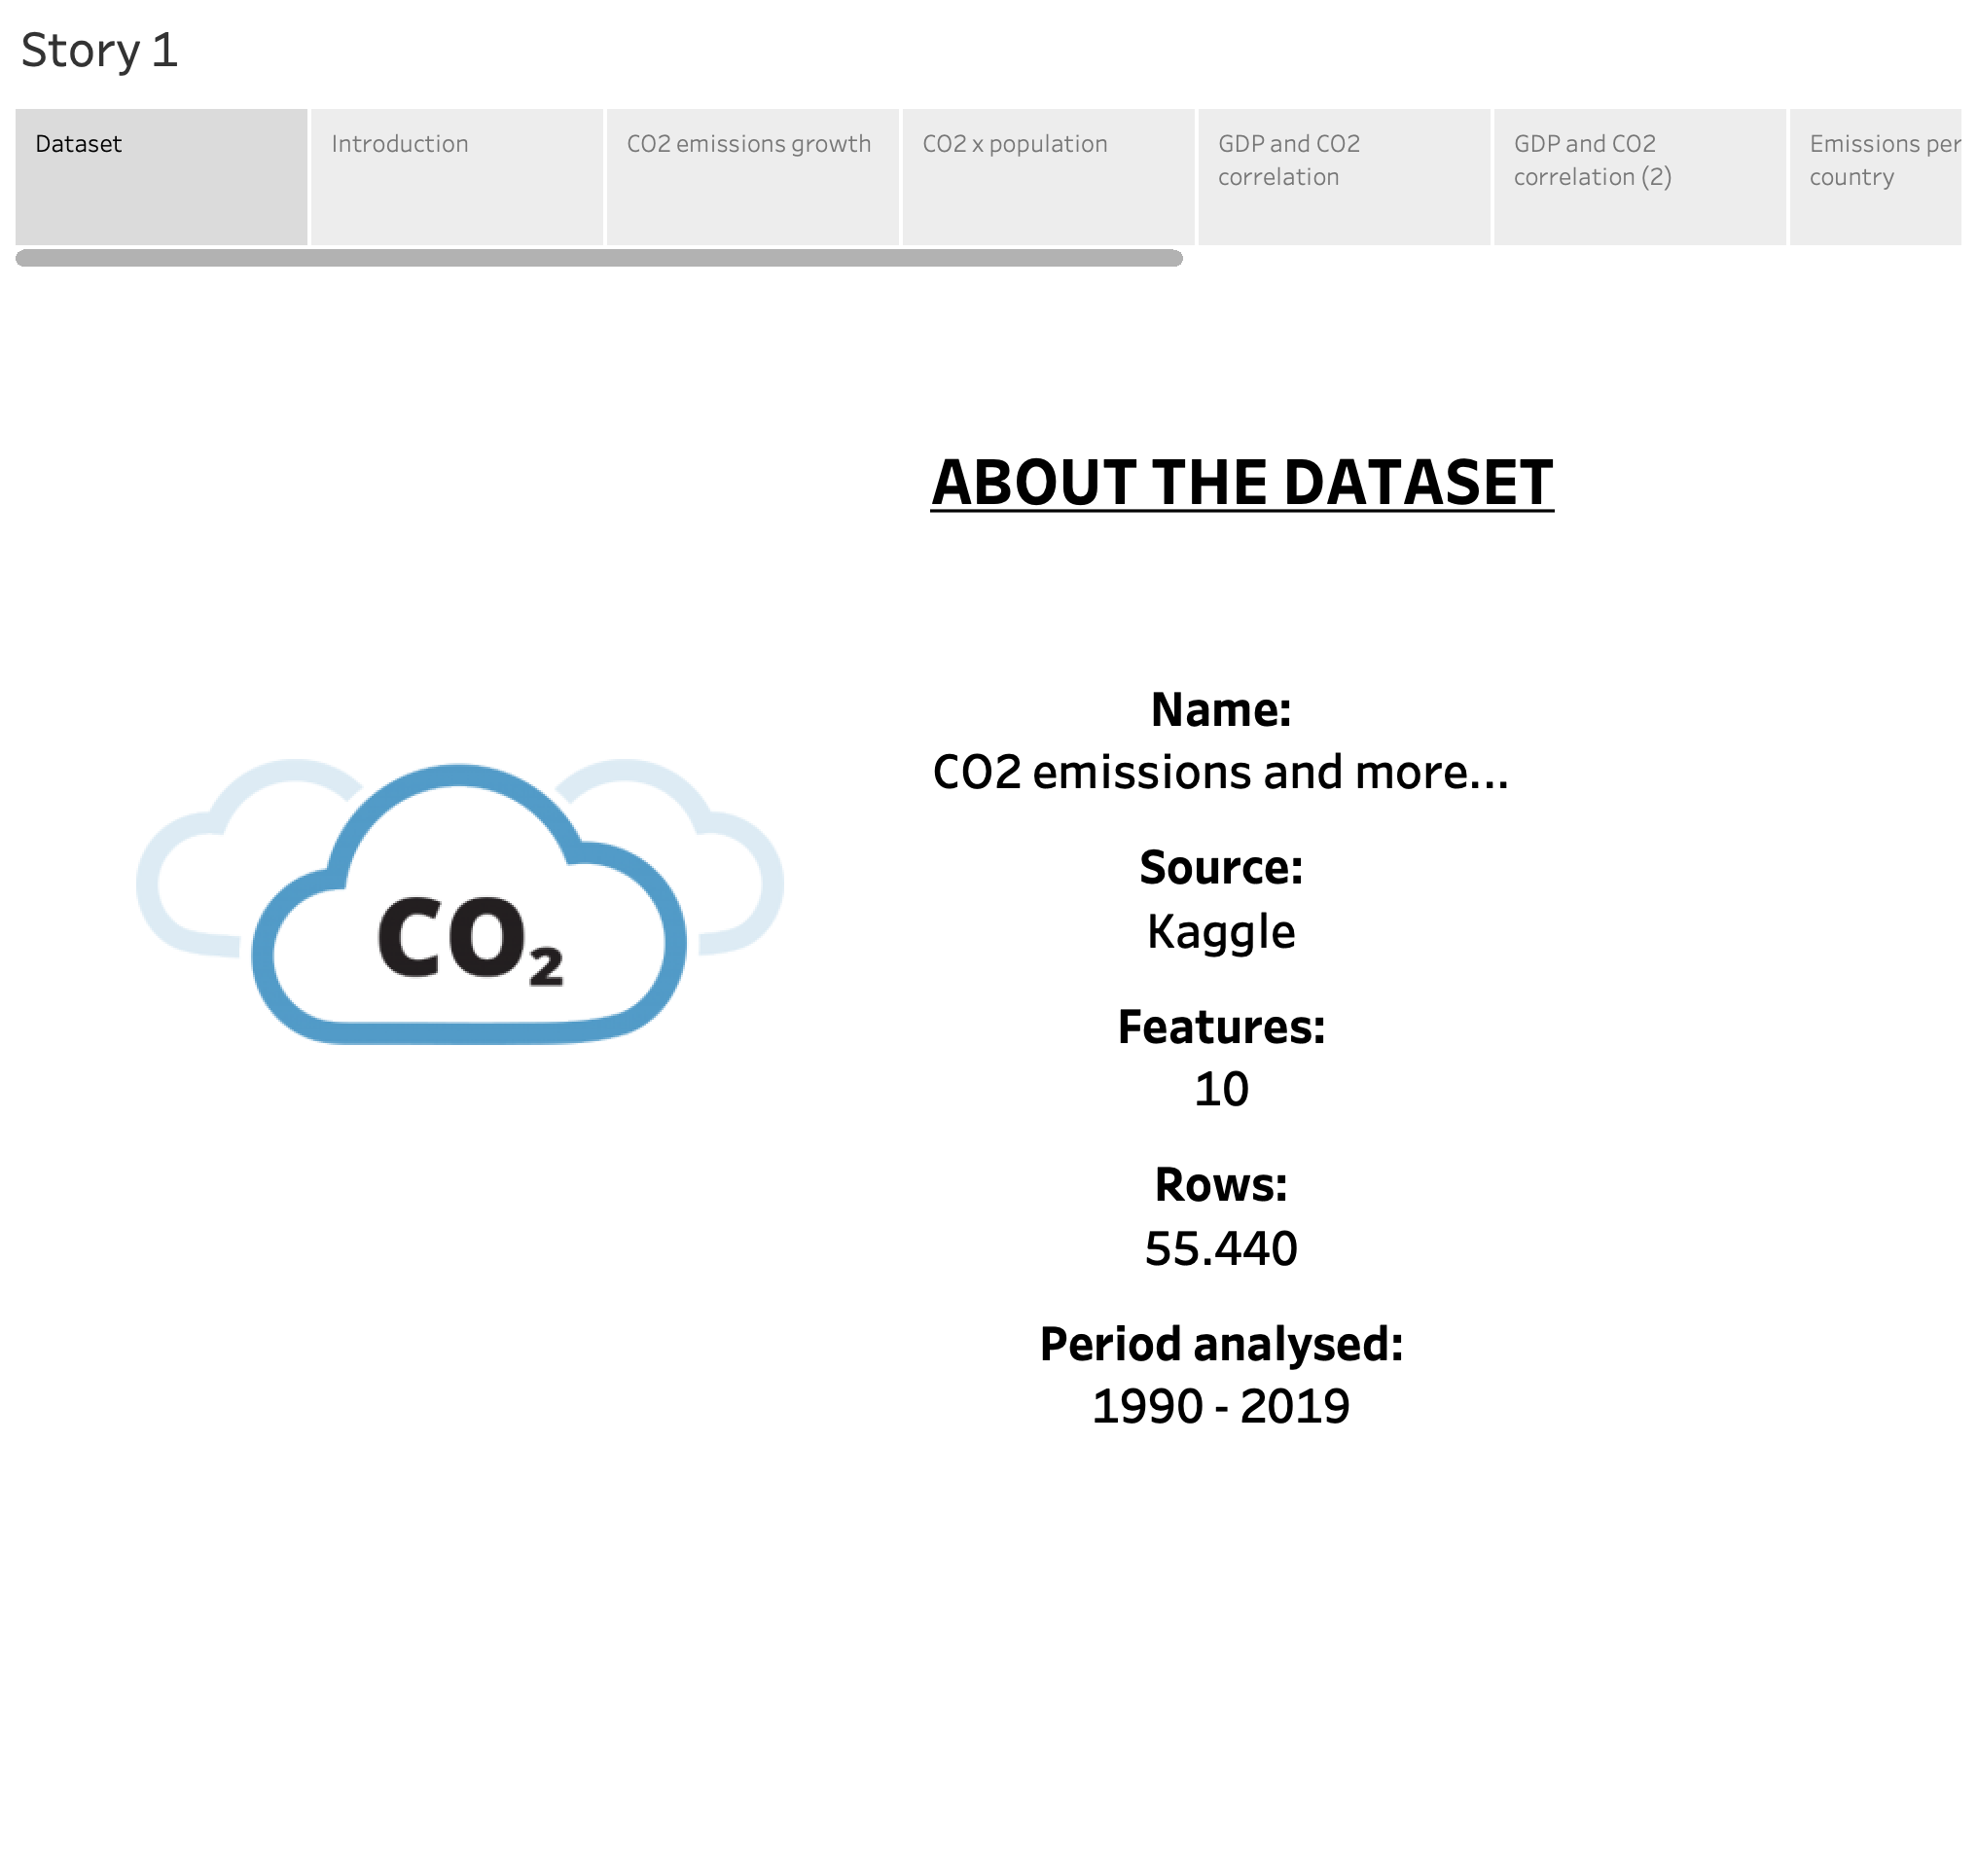 Story 1
Dataset
Introduction
CO2 emissions growth
CO2 x population
GDP and CO2
correlation
GDP and CO2
correlation (2)
Emissions per
country
ABOUT THE DATASET
CO₂
Name:
CO2 emissions and more...
Source:
Kaggle
Features:
10
Rows:
55.440
Period analysed:
1990 - 2019